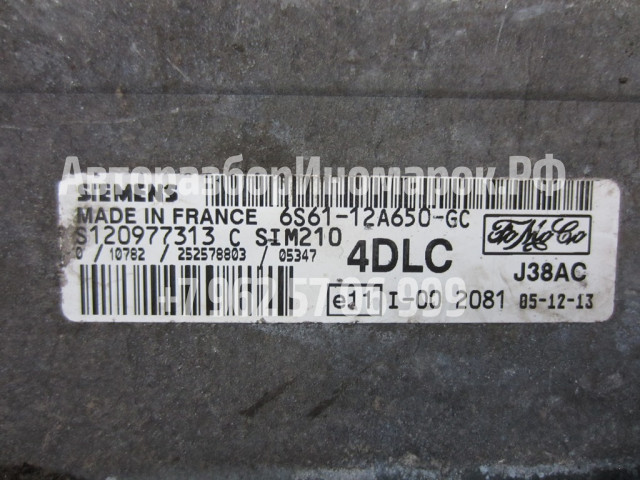 АвторазборИномарок.РФ
SIEMENS
MADE IN FRANCE 6S61-12A650-GC
S120977313 C SIM210
FoMoCo
0 / 10782 / 252578803 / 05347
4DLC
J38AC
e11 I-00 2081 05-12-13